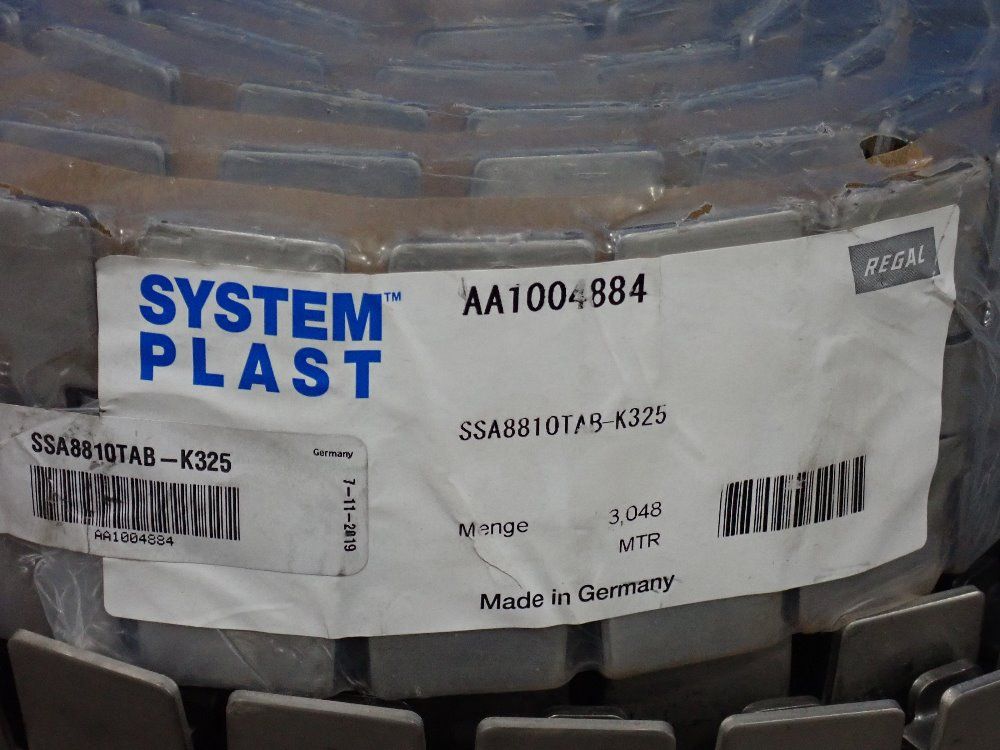 SYSTEM™
PLAST
AA1004884
REGAL
SSA8810TAB-K325
Menge 3,048
MTR
Made in Germany
SSA8810TAB-K325
Germany
AA1004884
7-11-2019